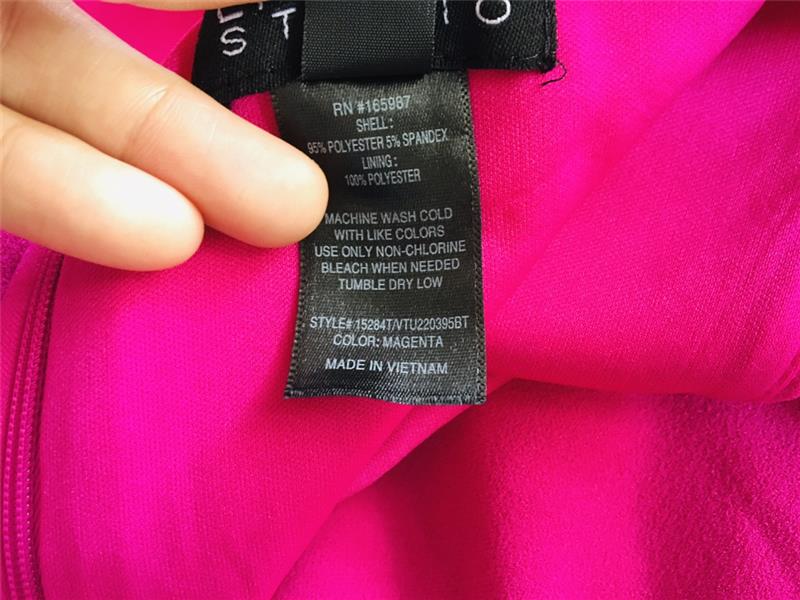 S T
RN #165987
SHELL:
95% POLYESTER 5% SPANDEX
LINING:
100% POLYESTER
MACHINE WASH COLD
WITH LIKE COLORS
USE ONLY NON-CHLORINE
BLEACH WHEN NEEDED
TUMBLE DRY LOW
STYLE# 15284T/VTU220395BT
COLOR: MAGENTA
MADE IN VIETNAM